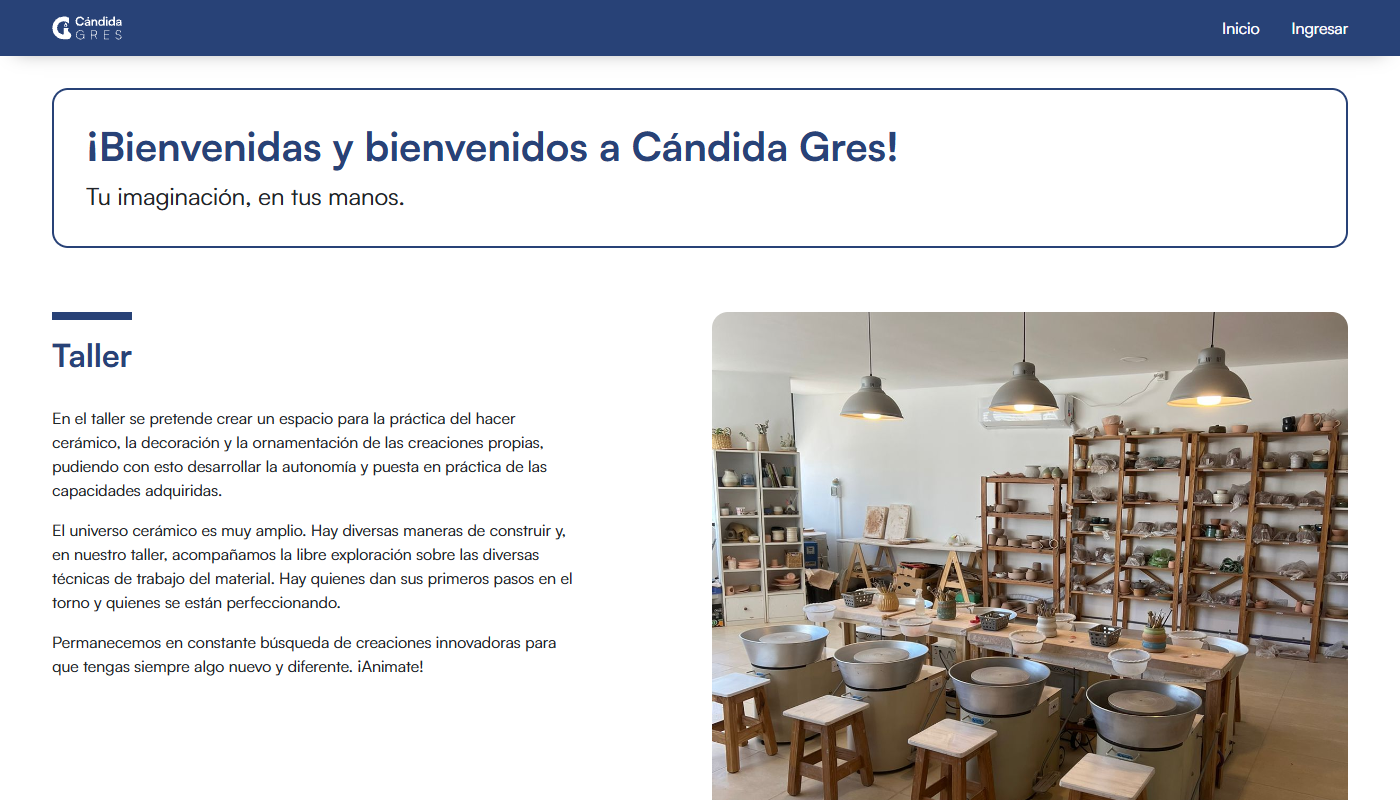 Cándida
GRES
Inicio
Ingresar
¡Bienvenidas y bienvenidos a Cándida Gres!
Tu imaginación, en tus manos.
Taller
En el taller se pretende crear un espacio para la práctica del hacer
cerámico, la decoración y la ornamentación de las creaciones propias,
pudiendo con esto desarrollar la autonomía y puesta en práctica de las
capacidades adquiridas.
El universo cerámico es muy amplio. Hay diversas maneras de construir y,
en nuestro taller, acompañamos la libre exploración sobre las diversas
técnicas de trabajo del material. Hay quienes dan sus primeros pasos en el
torno y quienes se están perfeccionando.
Permanecemos en constante búsqueda de creaciones innovadoras para
que tengas siempre algo nuevo y diferente. ¡Animate!